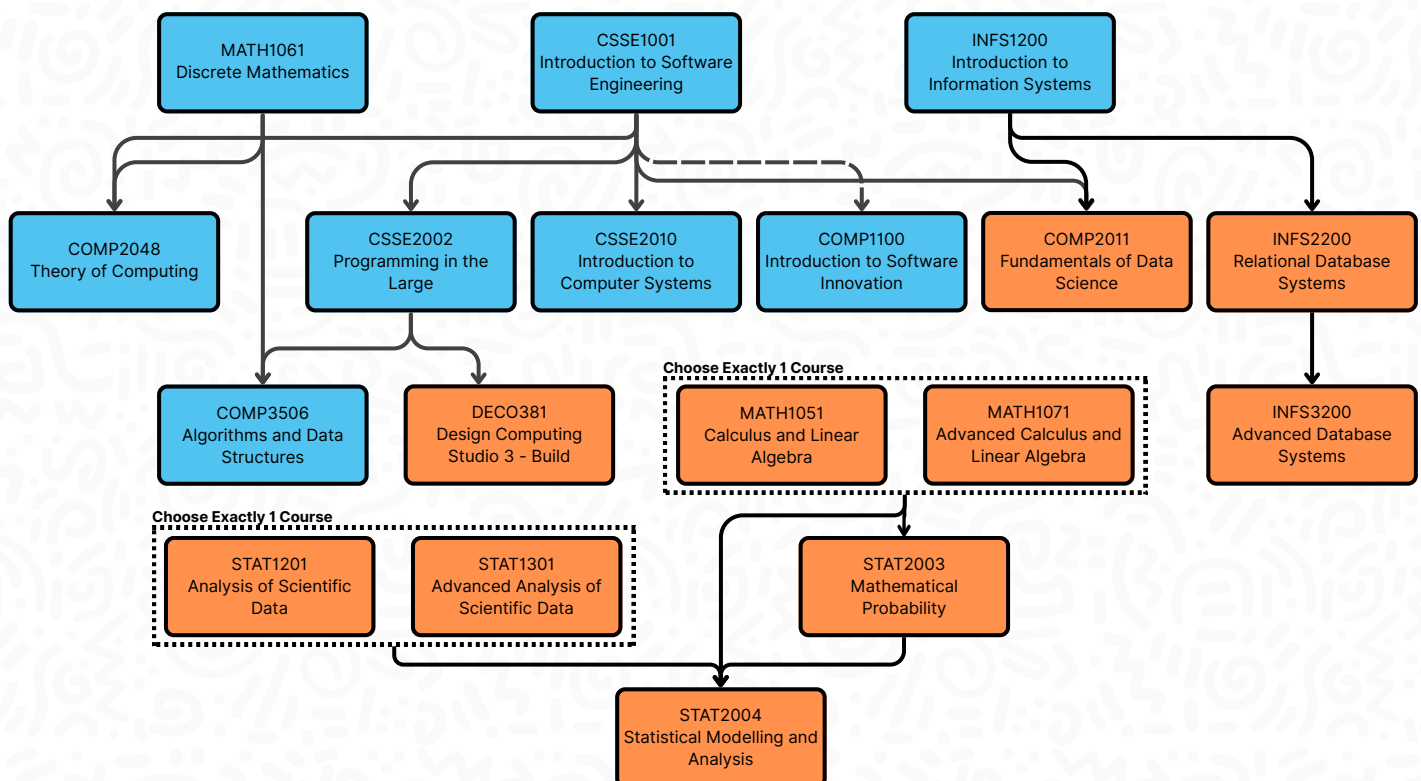 MATH1061
Discrete Mathematics
CSSE1001
Introduction to Software
Engineering
INFS1200
Introduction to
Information Systems
COMP2048
Theory of Computing
CSSE2002
Programming in the
Large
CSSE2010
Introduction to
Computer Systems
COMP1100
Introduction to Software
Innovation
COMP2011
Fundamentals of Data
Science
INFS2200
Relational Database
Systems
COMP3506
Algorithms and Data
Structures
DECO381
Design Computing
Studio 3 - Build
Choose Exactly 1 Course
MATH1051
Calculus and Linear
Algebra
MATH1071
Advanced Calculus and
Linear Algebra
INFS3200
Advanced Database
Systems
Choose Exactly 1 Course
STAT1201
Analysis of Scientific
Data
STAT1301
Advanced Analysis of
Scientific Data
STAT2003
Mathematical
Probability
STAT2004
Statistical Modelling and
Analysis